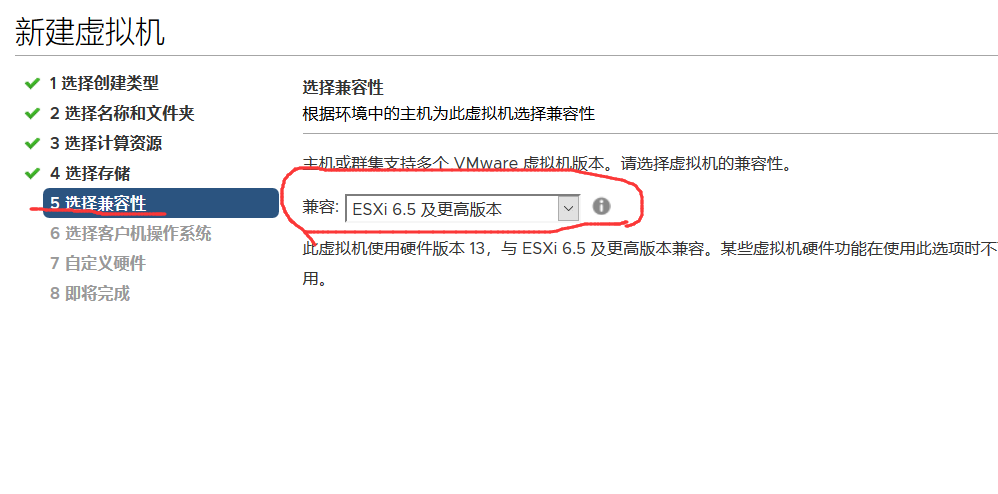 新建虚拟机
1 选择创建类型
2 选择名称和文件夹
3 选择计算资源
4 选择存储
5 选择兼容性
6 选择客户机操作系统
7 自定义硬件
8 即将完成
选择兼容性
根据环境中的主机为此虚拟机选择兼容性
主机或群集支持多个 VMware 虚拟机版本。请选择虚拟机的兼容性。
兼容: ESXi 6.5 及更高版本
此虚拟机使用硬件版本 13，与 ESXi 6.5 及更高版本兼容。某些虚拟机硬件功能在使用此选项时不
用。